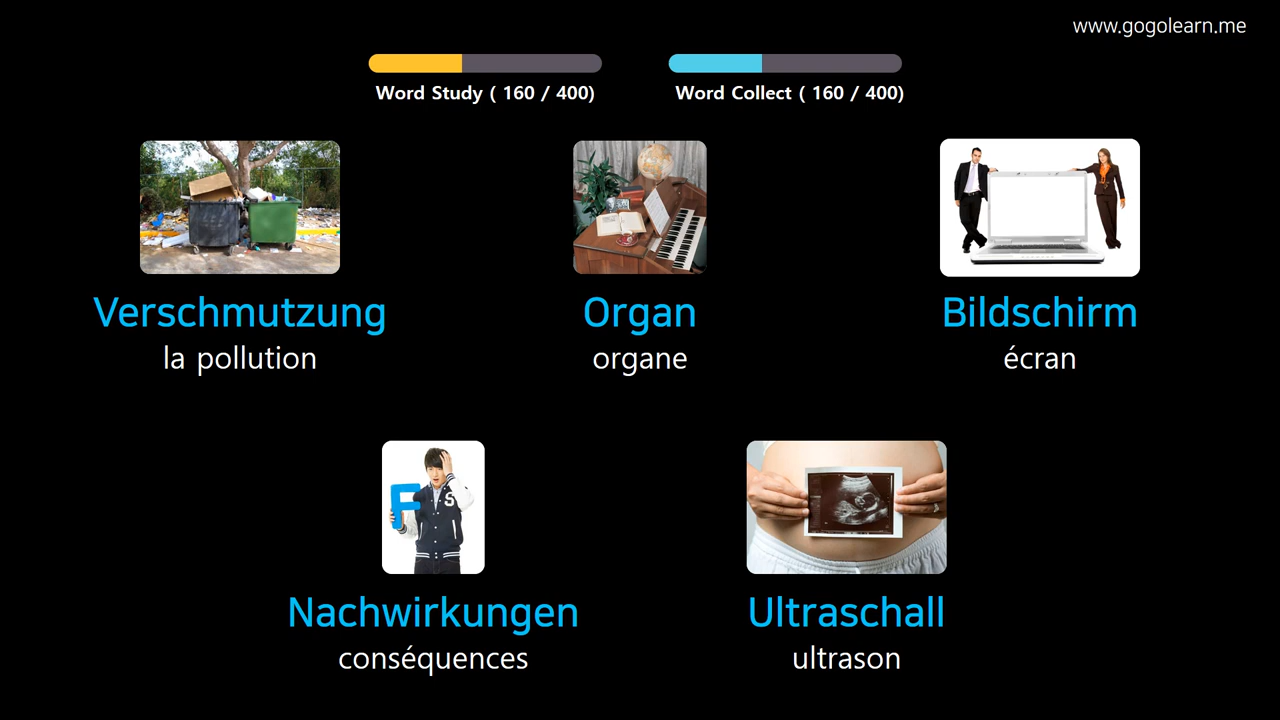 www.gogolearn.me
Word Study ( 160 / 400)
Word Collect ( 160 / 400)
Verschmutzung
la pollution
Organ
organe
Bildschirm
écran
F
S
Nachwirkungen
conséquences
Ultraschall
ultrason